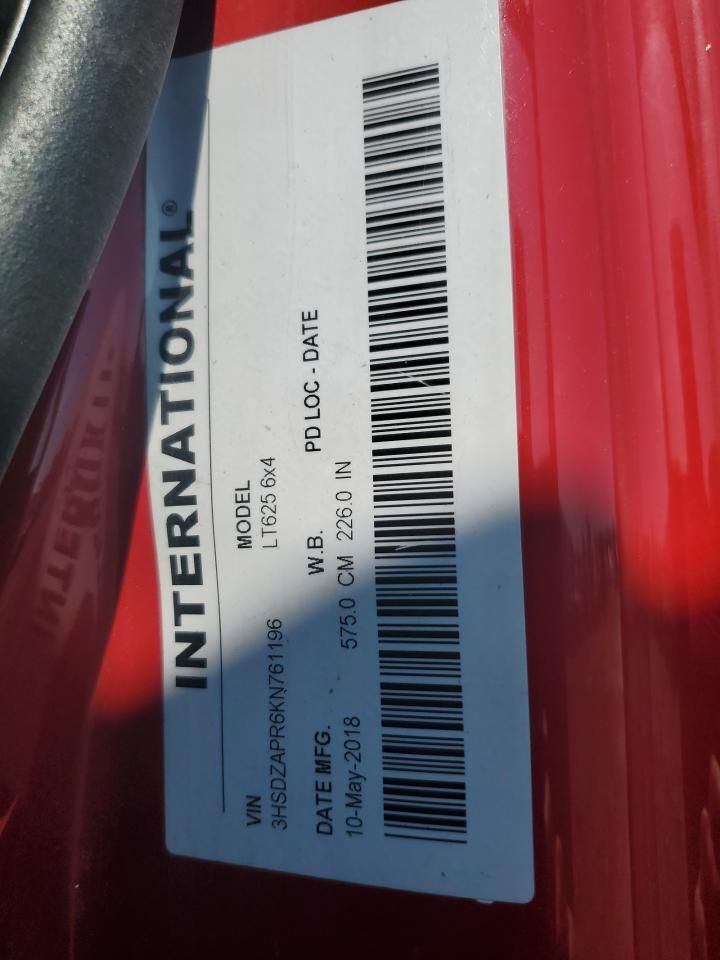 INTERNATIONAL®
VIN MODEL
3HSDZAPR6KN761196 LT625 6x4
DATE MFG. W.B. PD LOC - DATE
10-May-2018 575.0 CM 226.0 IN